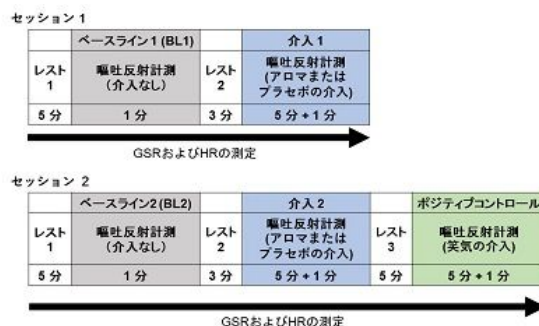 セッション1
ベースライン1 (BL1)
介入1
レスト
1
嘔吐反射計測
(介入なし)
レスト
2
嘔吐反射計測
(アロマまたは
プラセボの介入)
5分
1分
3分
5分+1分
GSRおよびHRの測定
セッション 2
ベースライン2 (BL2)
介入2
ポジティブコントロール
レスト
1
嘔吐反射計測
(介入なし)
レスト
2
嘔吐反射計測
(アロマまたは
プラセボの介入)
レスト
3
嘔吐反射計測
(笑気の介入)
5分
1分
3分
5分+1分
5分
5分+1分
GSRおよびHRの測定